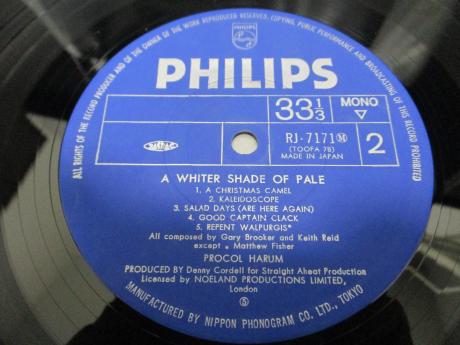 ALL RIGHTS OF THE RECORD PRODUCER AND OF THE OWNER OF THE WORK REPRODUCED RESERVED. COPYING, PUBLIC PERFORMANCE AND BROADCASTING OF THIS RECORD PROHIBITED
PHILIPS
PHILIPS
33 1/3 MONO
RJ-7171 M
(TOOFA 78)
MADE IN JAPAN
2
A WHITER SHADE OF PALE
1. A CHRISTMAS CAMEL
2. KALEIDOSCOPE
3. SALAD DAYS (ARE HERE AGAIN)
4. GOOD CAPTAIN CLACK
5. REPENT WALPURGIS*
All composed by Gary Brooker and Keith Reid
except * Matthew Fisher
PROCOL HARUM
PRODUCED BY Denny Cordell for Straight Aheat Production
Licensed by NOELAND PRODUCTIONS LIMITED,
London
S
MANUFACTURED BY NIPPON PHONOGRAM CO. LTD., TOKYO